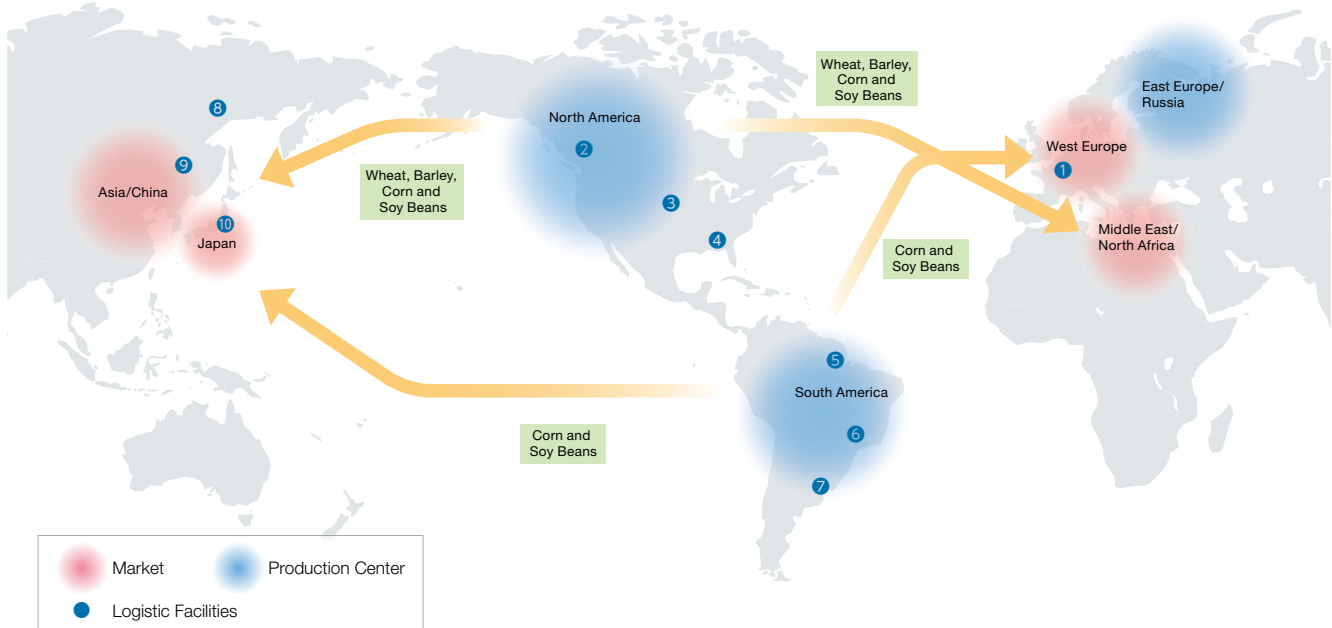 Wheat, Barley,
Corn and
Soy Beans
East Europe/
Russia
8
North America
2
West Europe
1
9
Asia/China
Wheat, Barley,
Corn and
Soy Beans
3
10
Japan
4
Middle East/
North Africa
Corn and
Soy Beans
5
South America
6
Corn and
Soy Beans
7
Market
Production Center
Logistic Facilities